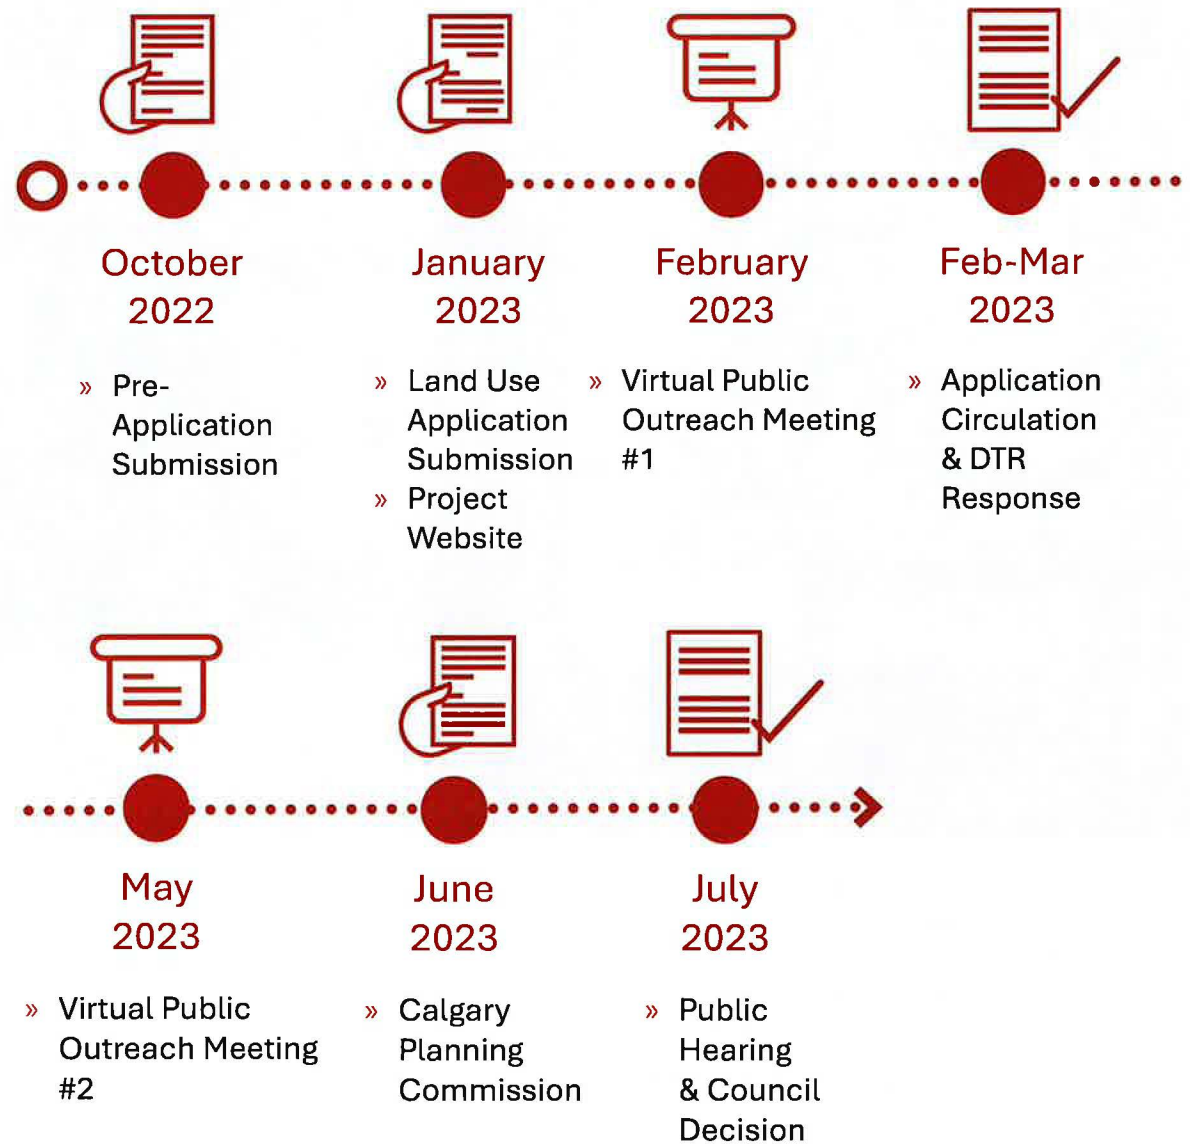 October
2022
» Pre-
Application
Submission
January
2023
» Land Use
Application
Submission
» Project
Website
February
2023
» Virtual Public
Outreach Meeting
#1
Feb-Mar
2023
» Application
Circulation
& DTR
Response
May
2023
» Virtual Public
Outreach Meeting
#2
June
2023
» Calgary
Planning
Commission
July
2023
» Public
Hearing
& Council
Decision